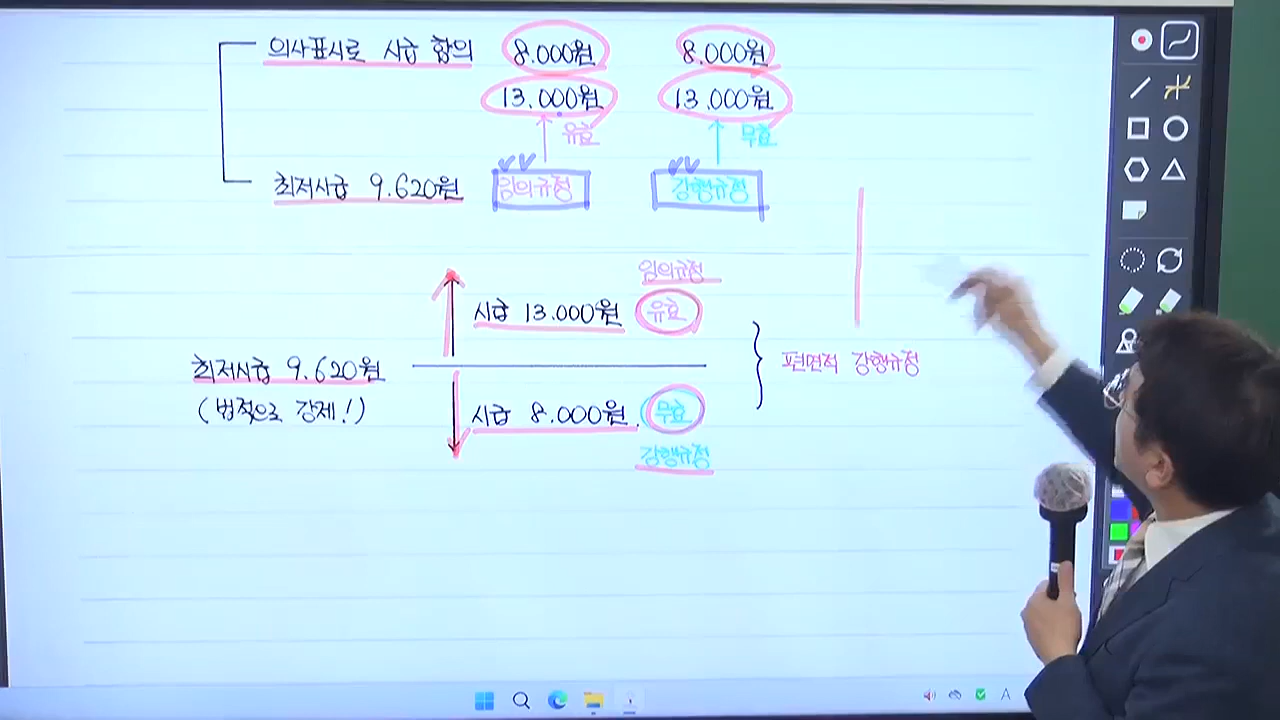 의사표시로 시급 합의 8.000원 8.000원
13.000원 13.000원
유효 무효
최저시급 9.620원 임의규정 강행규정
임의규정
시급 13.000원 유효
최저시급 9.620원 편면적 강행규정
(법적으로 강제!)
시급 8.000원. 무효
강행규정
A